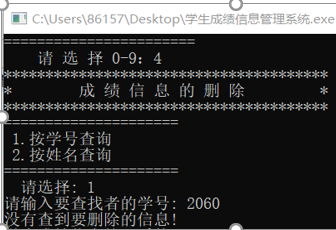 C:\Users\86157\Desktop\学生成绩信息管理系统.exe
======================
请 选 择 0-9: 4
**************************************
* 成 绩 信 息 的 删 除 *
**************************************
====================
1.按学号查询
2.按姓名查询
====================
请选择: 1
请输入要查找者的学号: 2060
没有查到要删除的信息!